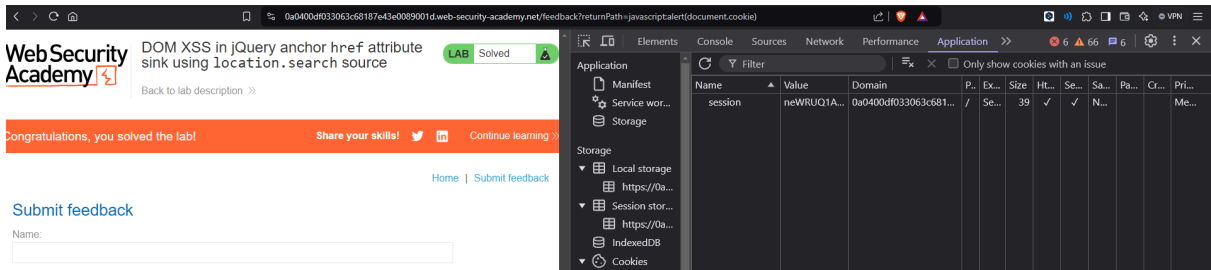 0a0400df033063c68187e43e0089001d.web-security-academy.net/feedback?returnPath=javascript:alert(document.cookie)
VPN
WebSecurity
Academy
DOM XSS in jQuery anchor href attribute
sink using location.search source
Back to lab description
LAB Solved
Congratulations, you solved the lab!
Share your skills!
Continue learning
Home | Submit feedback
Submit feedback
Name:
Elements Console Sources Network Performance Application 6 66 6
Application
Manifest
Service wor...
Storage
Storage
Local storage
https://0a...
Session stor...
https://0a...
IndexedDB
Cookies
Filter
Only show cookies with an issue
Name Value Domain P.. Ex... Size Ht... Se... Sa... Pa... Cr... Pri...
session neWRUQ1A... 0a0400df033063c681... / Se... 39 ✓ ✓ N... Me...